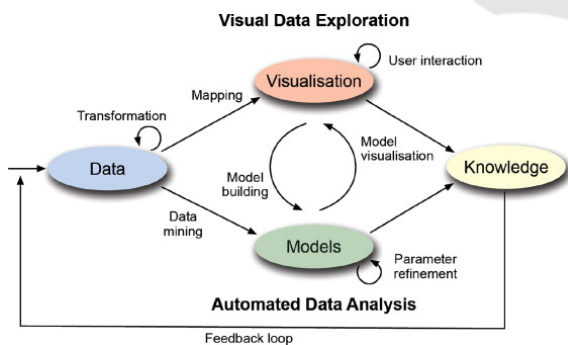 Visual Data Exploration
User interaction
Visualisation
Mapping
Transformation
Data
Model
building
Model
visualisation
Knowledge
Data
mining
Models
Parameter
refinement
Automated Data Analysis
Feedback loop